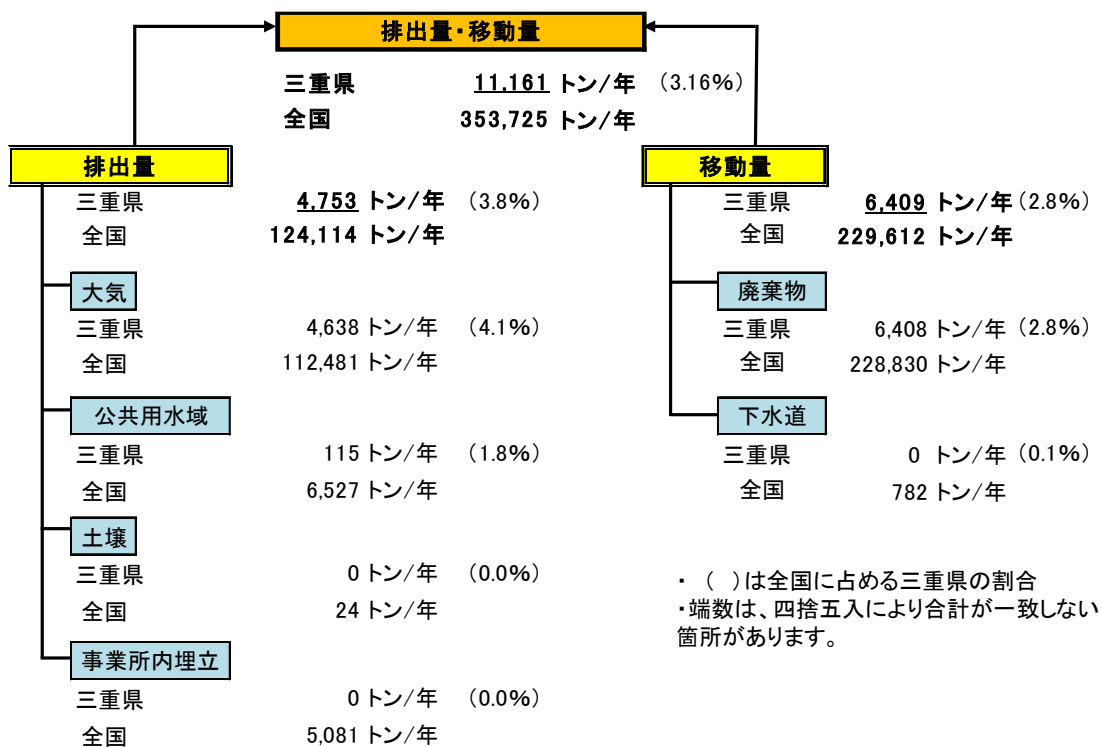 排出量・移動量
三重県 11,161 トン/年 （3.16%）
全国 353,725 トン/年
排出量
三重県 4,753 トン/年 （3.8%）
全国 124,114 トン/年
大気
三重県 4,638 トン/年 （4.1%）
全国 112,481 トン/年
公共用水域
三重県 115 トン/年 （1.8%）
全国 6,527 トン/年
土壌
三重県 0 トン/年 （0.0%）
全国 24 トン/年
事業所内埋立
三重県 0 トン/年 （0.0%）
全国 5,081 トン/年
移動量
三重県 6,409 トン/年（2.8%）
全国 229,612 トン/年
廃棄物
三重県 6,408 トン/年（2.8%）
全国 228,830 トン/年
下水道
三重県 0 トン/年（0.1%）
全国 782 トン/年
・（ ）は全国に占める三重県の割合
・端数は、四捨五入により合計が一致しない
箇所があります。